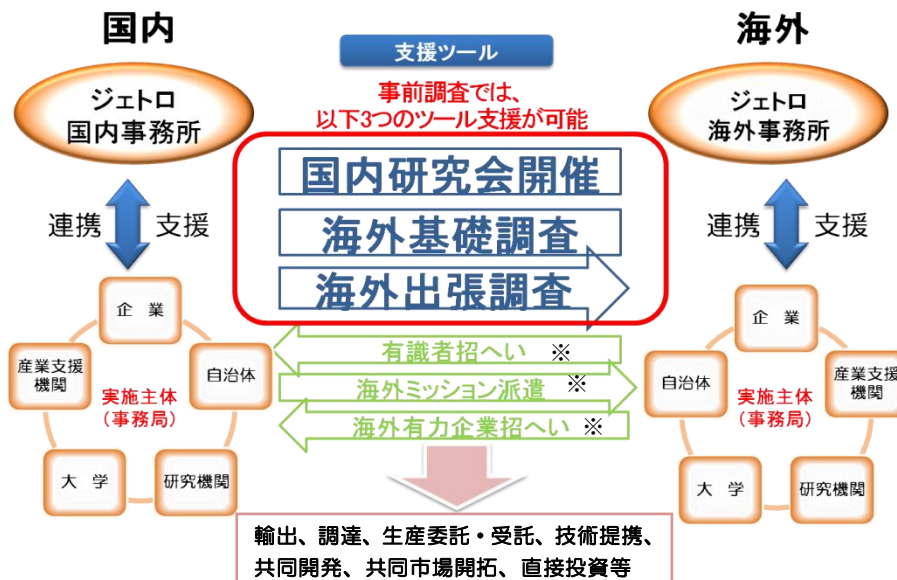 国内
支援ツール
海外
ジェトロ
国内事務所
事前調査では、
以下3つのツール支援が可能
ジェトロ
海外事務所
国内研究会開催
海外基礎調査
海外出張調査
連携
支援
連携
支援
企　業
産業支援
機関
自治体
実施主体
（事務局）
大　学
研究機関
有識者招へい　※
海外ミッション派遣　※
海外有力企業招へい　※
企　業
自治体
産業支援
機関
実施主体
（事務局）
大　学
研究機関
輸出、調達、生産委託・受託、技術提携、
共同開発、共同市場開拓、直接投資等